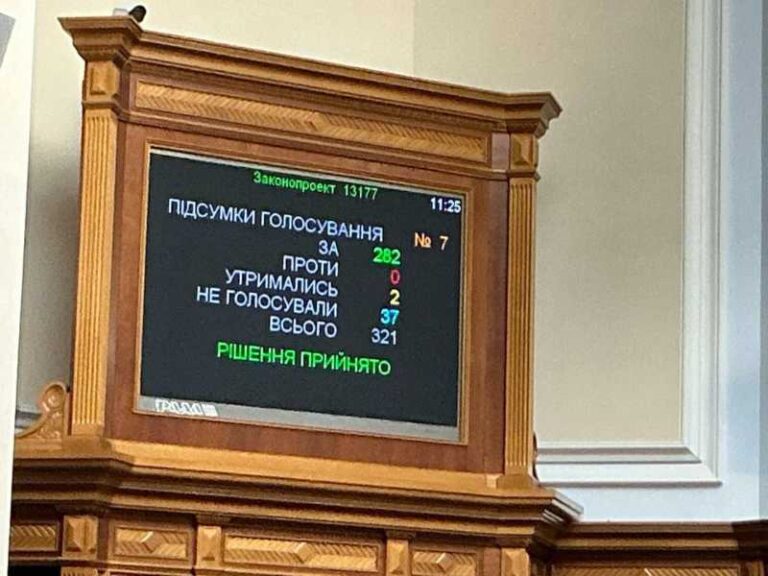 Законопроект 13177
11:25
ПІДСУМКИ ГОЛОСУВАННЯ
№ 7
ЗА 282
ПРОТИ 0
УТРИМАЛИСЬ 2
НЕ ГОЛОСУВАЛИ 37
ВСЬОГО 321
РІШЕННЯ ПРИЙНЯТО